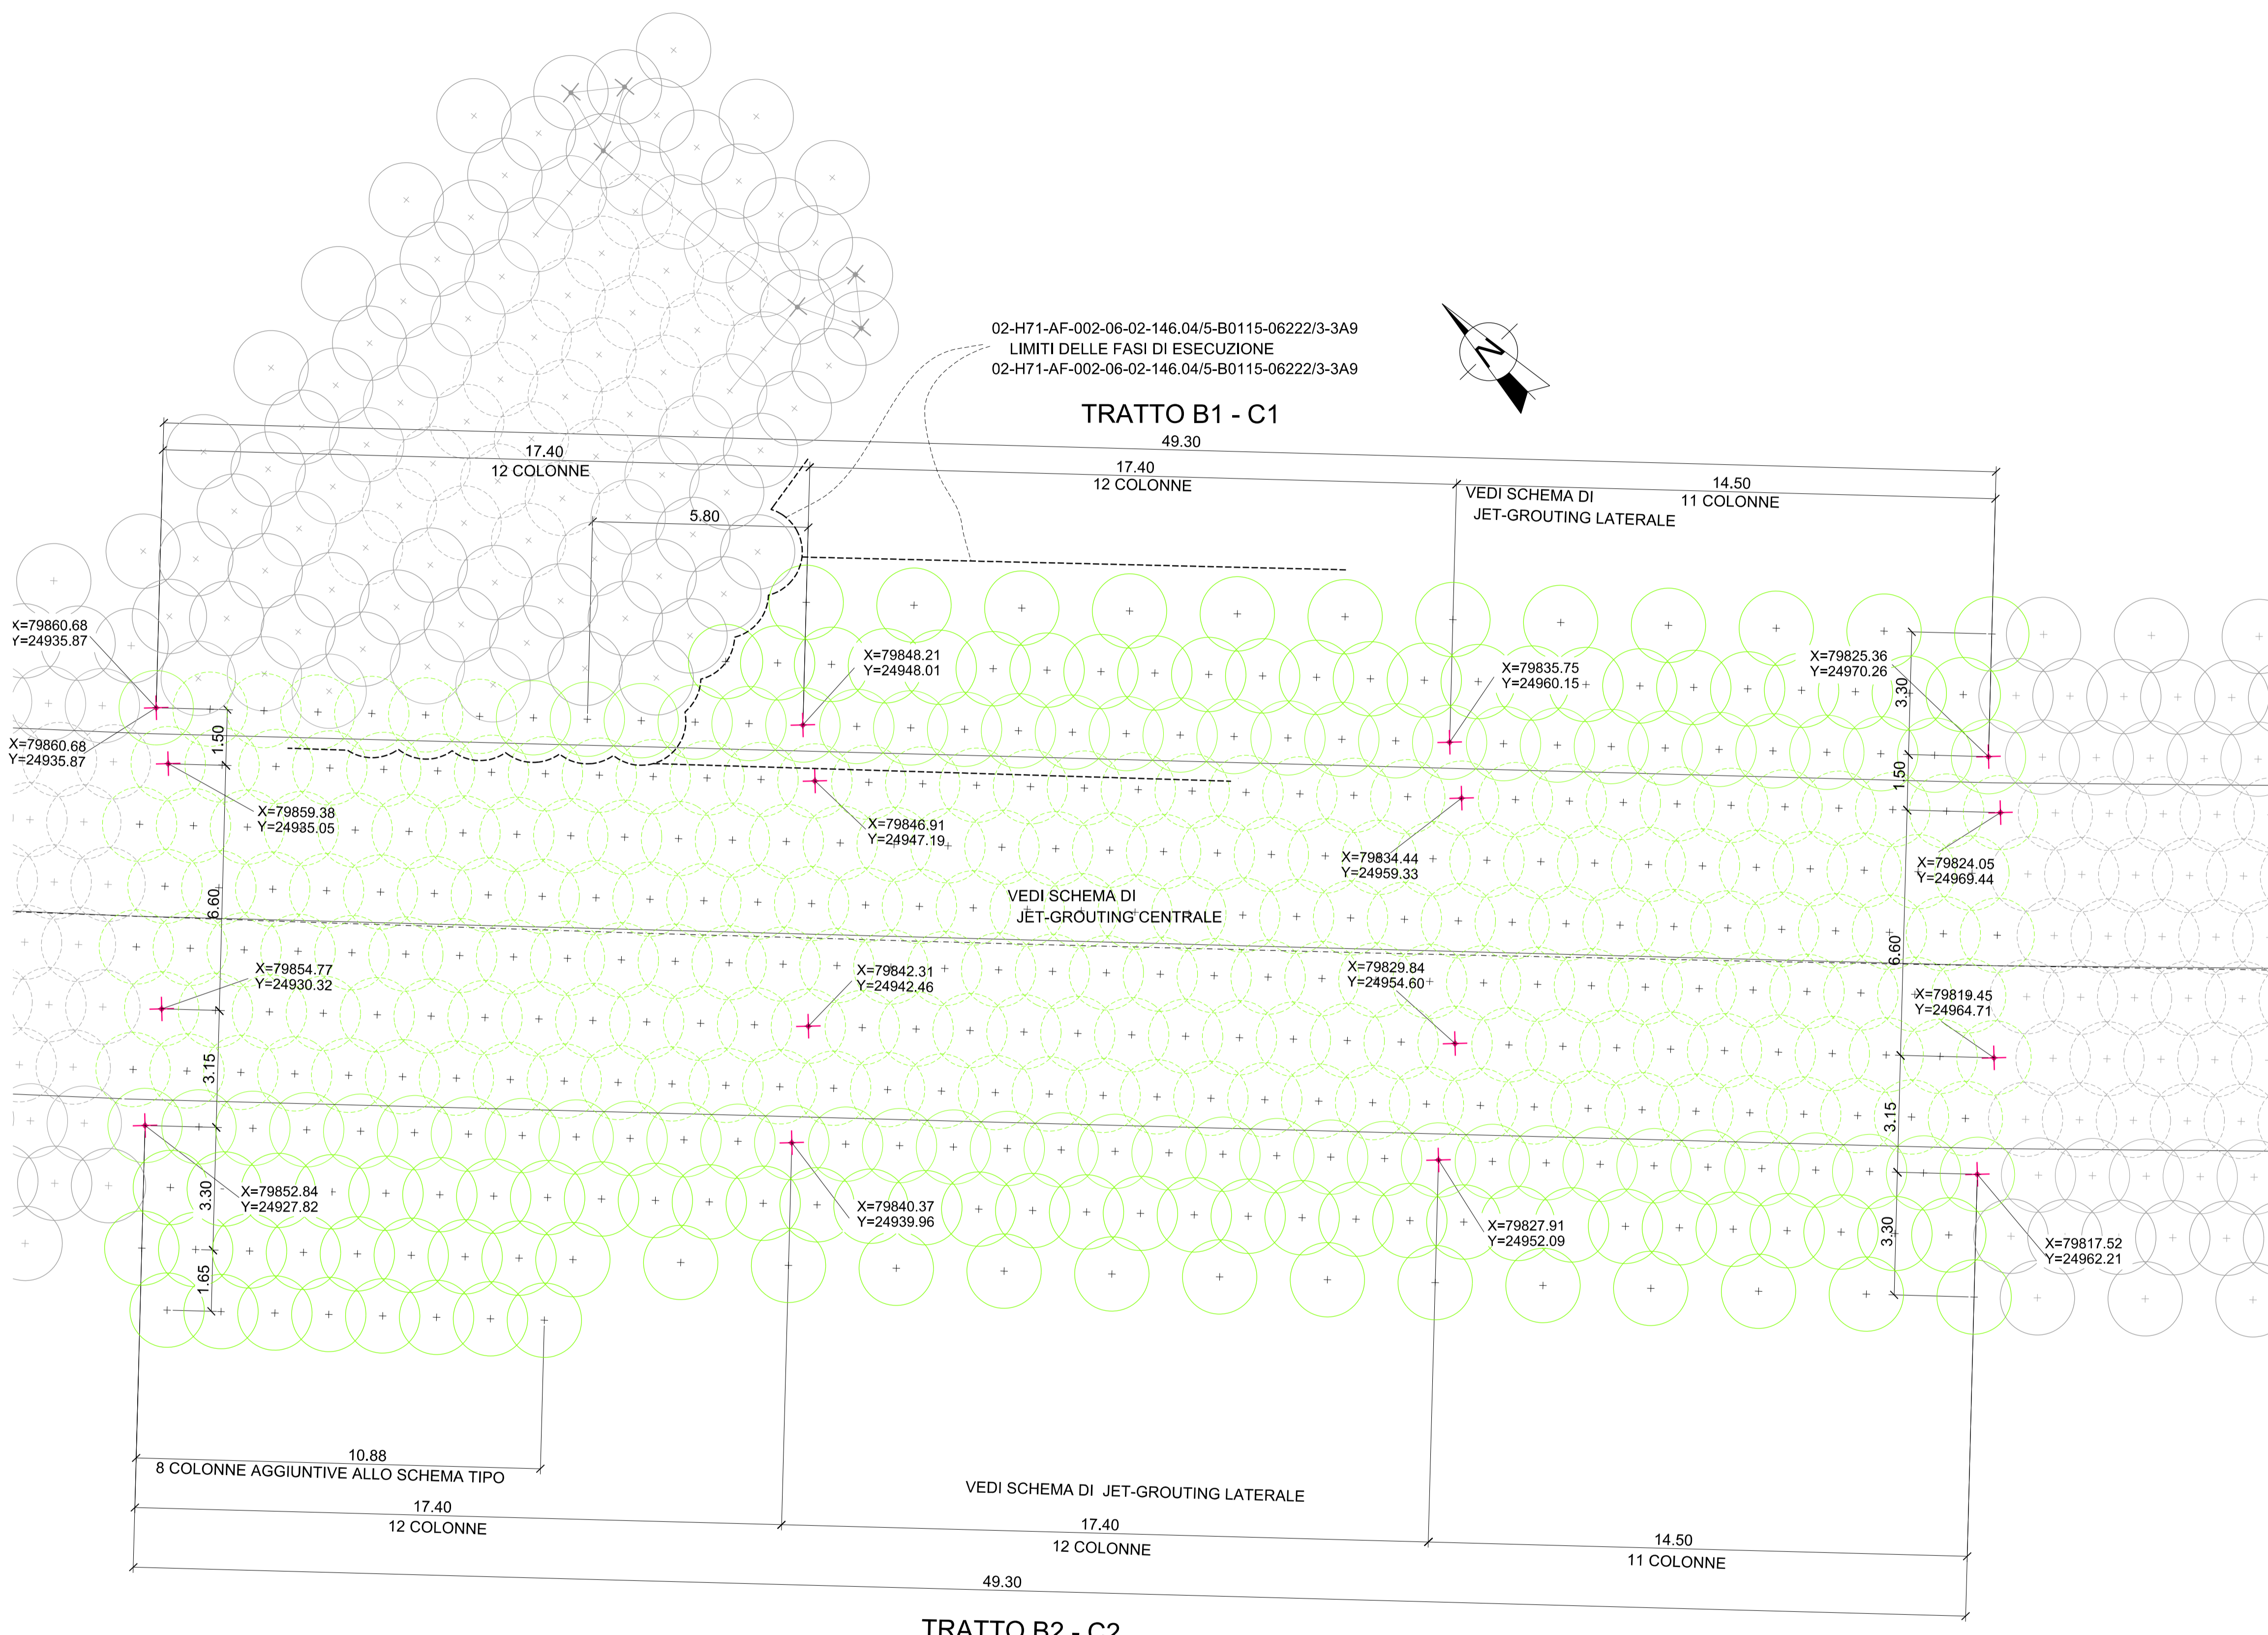 02-H71-AF-002-06-02-146.04/5-B0115-06222/3-3A9
LIMITI DELLE FASI DI ESECUZIONE
02-H71-AF-002-06-02-146.04/5-B0115-06222/3-3A9
N
TRATTO B1 - C1
49.30
17.40
12 COLONNE
17.40
12 COLONNE
14.50
11 COLONNE
VEDI SCHEMA DI
JET-GROUTING LATERALE
5.80
X=79860.68
Y=24935.87
X=79848.21
Y=24948.01
X=79835.75
Y=24960.15
X=79825.36
Y=24970.26
3.30
X=79860.68
Y=24935.87
1.50
1.50
X=79859.38
Y=24935.05
X=79846.91
Y=24947.19
X=79834.44
Y=24959.33
X=79824.05
Y=24969.44
6.60
VEDI SCHEMA DI
JET-GROUTING CENTRALE
6.60
X=79854.77
Y=24930.32
X=79842.31
Y=24942.46
X=79829.84
Y=24954.60
X=79819.45
Y=24964.71
3.15
3.15
3.30
X=79852.84
Y=24927.82
X=79840.37
Y=24939.96
X=79827.91
Y=24952.09
3.30
X=79817.52
Y=24962.21
1.65
10.88
8 COLONNE AGGIUNTIVE ALLO SCHEMA TIPO
VEDI SCHEMA DI JET-GROUTING LATERALE
17.40
12 COLONNE
17.40
12 COLONNE
14.50
11 COLONNE
49.30
TRATTO B2 - C2